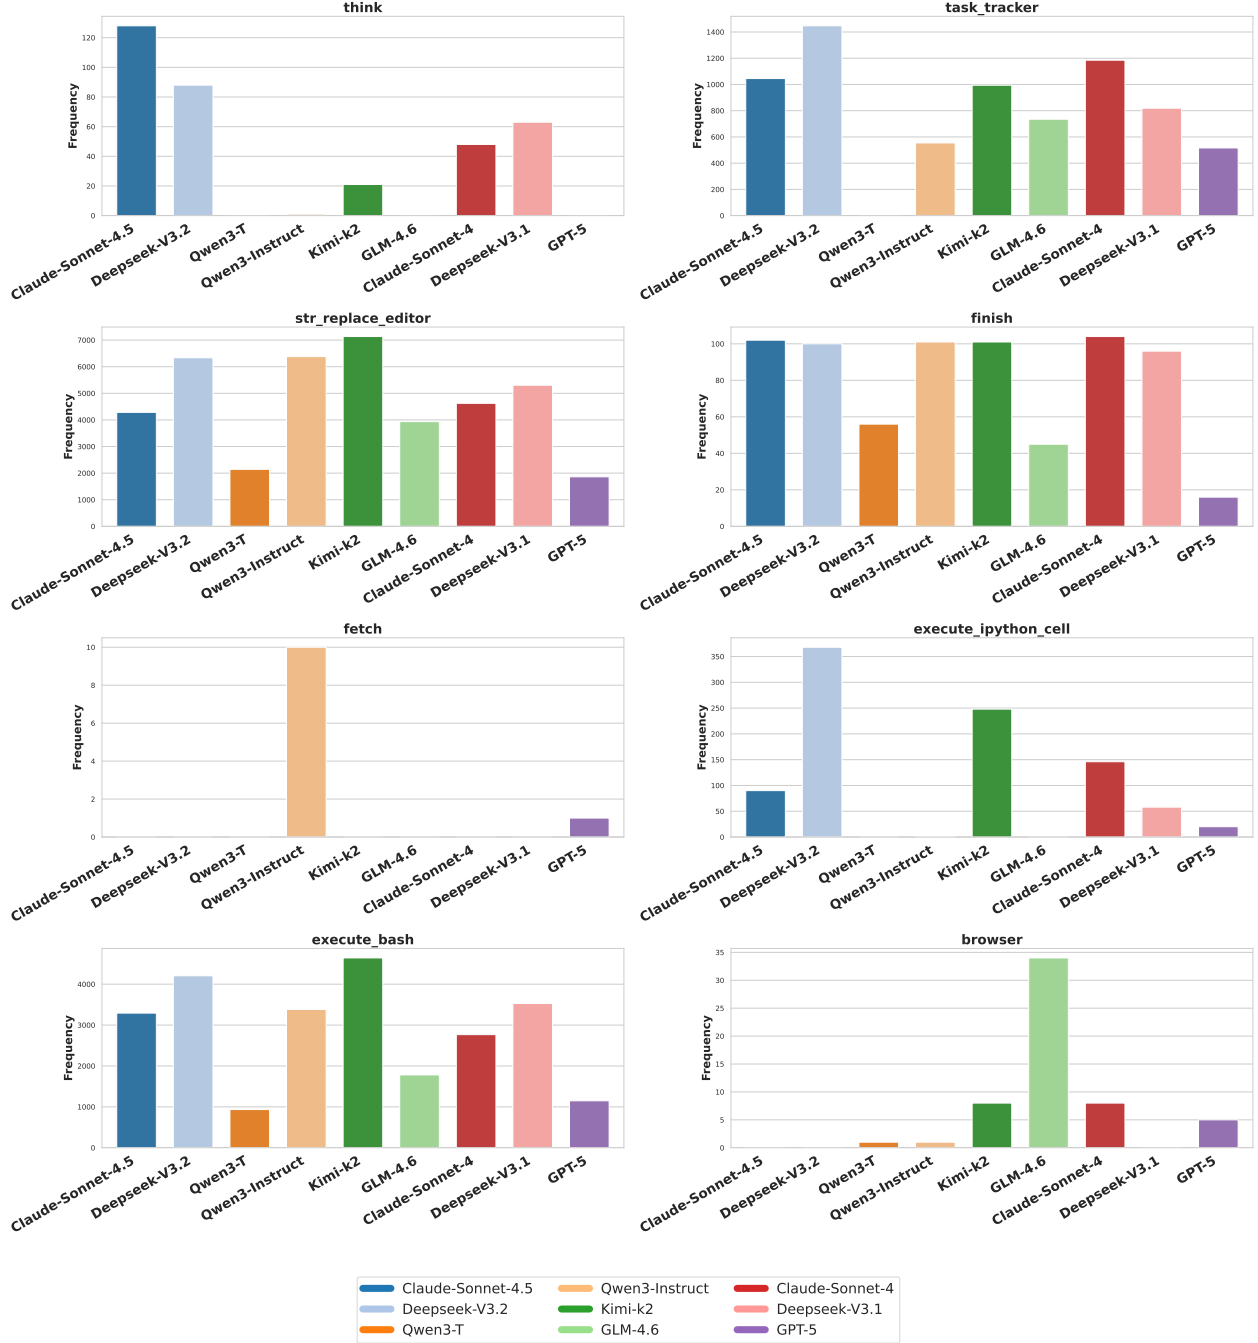 think
Frequency
120
100
80
60
40
20
0
Claude-Sonnet-4.5
Deepseek-V3.2
Qwen3-T
Qwen3-Instruct
Kimi-k2
GLM-4.6
Claude-Sonnet-4
Deepseek-V3.1
GPT-5
task_tracker
Frequency
1400
1200
1000
800
600
400
200
0
Claude-Sonnet-4.5
Deepseek-V3.2
Qwen3-T
Qwen3-Instruct
Kimi-k2
GLM-4.6
Claude-Sonnet-4
Deepseek-V3.1
GPT-5
str_replace_editor
Frequency
7000
6000
5000
4000
3000
2000
1000
0
Claude-Sonnet-4.5
Deepseek-V3.2
Qwen3-T
Qwen3-Instruct
Kimi-k2
GLM-4.6
Claude-Sonnet-4
Deepseek-V3.1
GPT-5
finish
Frequency
100
80
60
40
20
0
Claude-Sonnet-4.5
Deepseek-V3.2
Qwen3-T
Qwen3-Instruct
Kimi-k2
GLM-4.6
Claude-Sonnet-4
Deepseek-V3.1
GPT-5
fetch
Frequency
10
8
6
4
2
0
Claude-Sonnet-4.5
Deepseek-V3.2
Qwen3-T
Qwen3-Instruct
Kimi-k2
GLM-4.6
Claude-Sonnet-4
Deepseek-V3.1
GPT-5
execute_ipython_cell
Frequency
350
300
250
200
150
100
50
0
Claude-Sonnet-4.5
Deepseek-V3.2
Qwen3-T
Qwen3-Instruct
Kimi-k2
GLM-4.6
Claude-Sonnet-4
Deepseek-V3.1
GPT-5
execute_bash
Frequency
4000
3000
2000
1000
0
Claude-Sonnet-4.5
Deepseek-V3.2
Qwen3-T
Qwen3-Instruct
Kimi-k2
GLM-4.6
Claude-Sonnet-4
Deepseek-V3.1
GPT-5
browser
Frequency
35
30
25
20
15
10
5
0
Claude-Sonnet-4.5
Deepseek-V3.2
Qwen3-T
Qwen3-Instruct
Kimi-k2
GLM-4.6
Claude-Sonnet-4
Deepseek-V3.1
GPT-5
Claude-Sonnet-4.5
Deepseek-V3.2
Qwen3-T
Qwen3-Instruct
Kimi-k2
GLM-4.6
Claude-Sonnet-4
Deepseek-V3.1
GPT-5